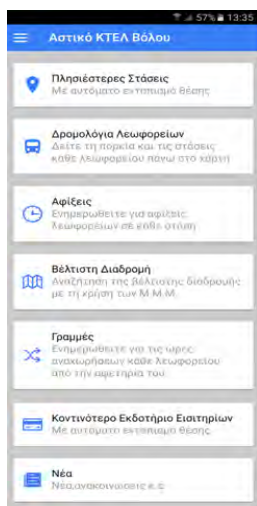 57% 13:35
Αστικό ΚΤΕΛ Βόλου
Πλησιέστερες Στάσεις
Με αυτόματο εντοπισμό θέσης
Δρομολόγια Λεωφορείων
Δείτε τη πορεία και τις στάσεις
κάθε λεωφορείου πάνω στο χάρτη
Αφίξεις
Ενημερωθείτε για αφίξεις
λεωφορείων σε κάθε στάση
Βέλτιστη Διαδρομή
Αναζήτηση της βέλτιστης διαδρομής
με τη χρήση των Μ.Μ.Μ.
Γραμμές
Ενημερωθείτε για τις ώρες
αναχωρήσεων κάθε λεωφορείου
από την αφετηρία του
Κοντινότερο Εκδοτήριο Εισιτηρίων
Με αυτόματο εντοπισμό θέσης
Νέα
Νέα,ανακοινώσεις κ.α